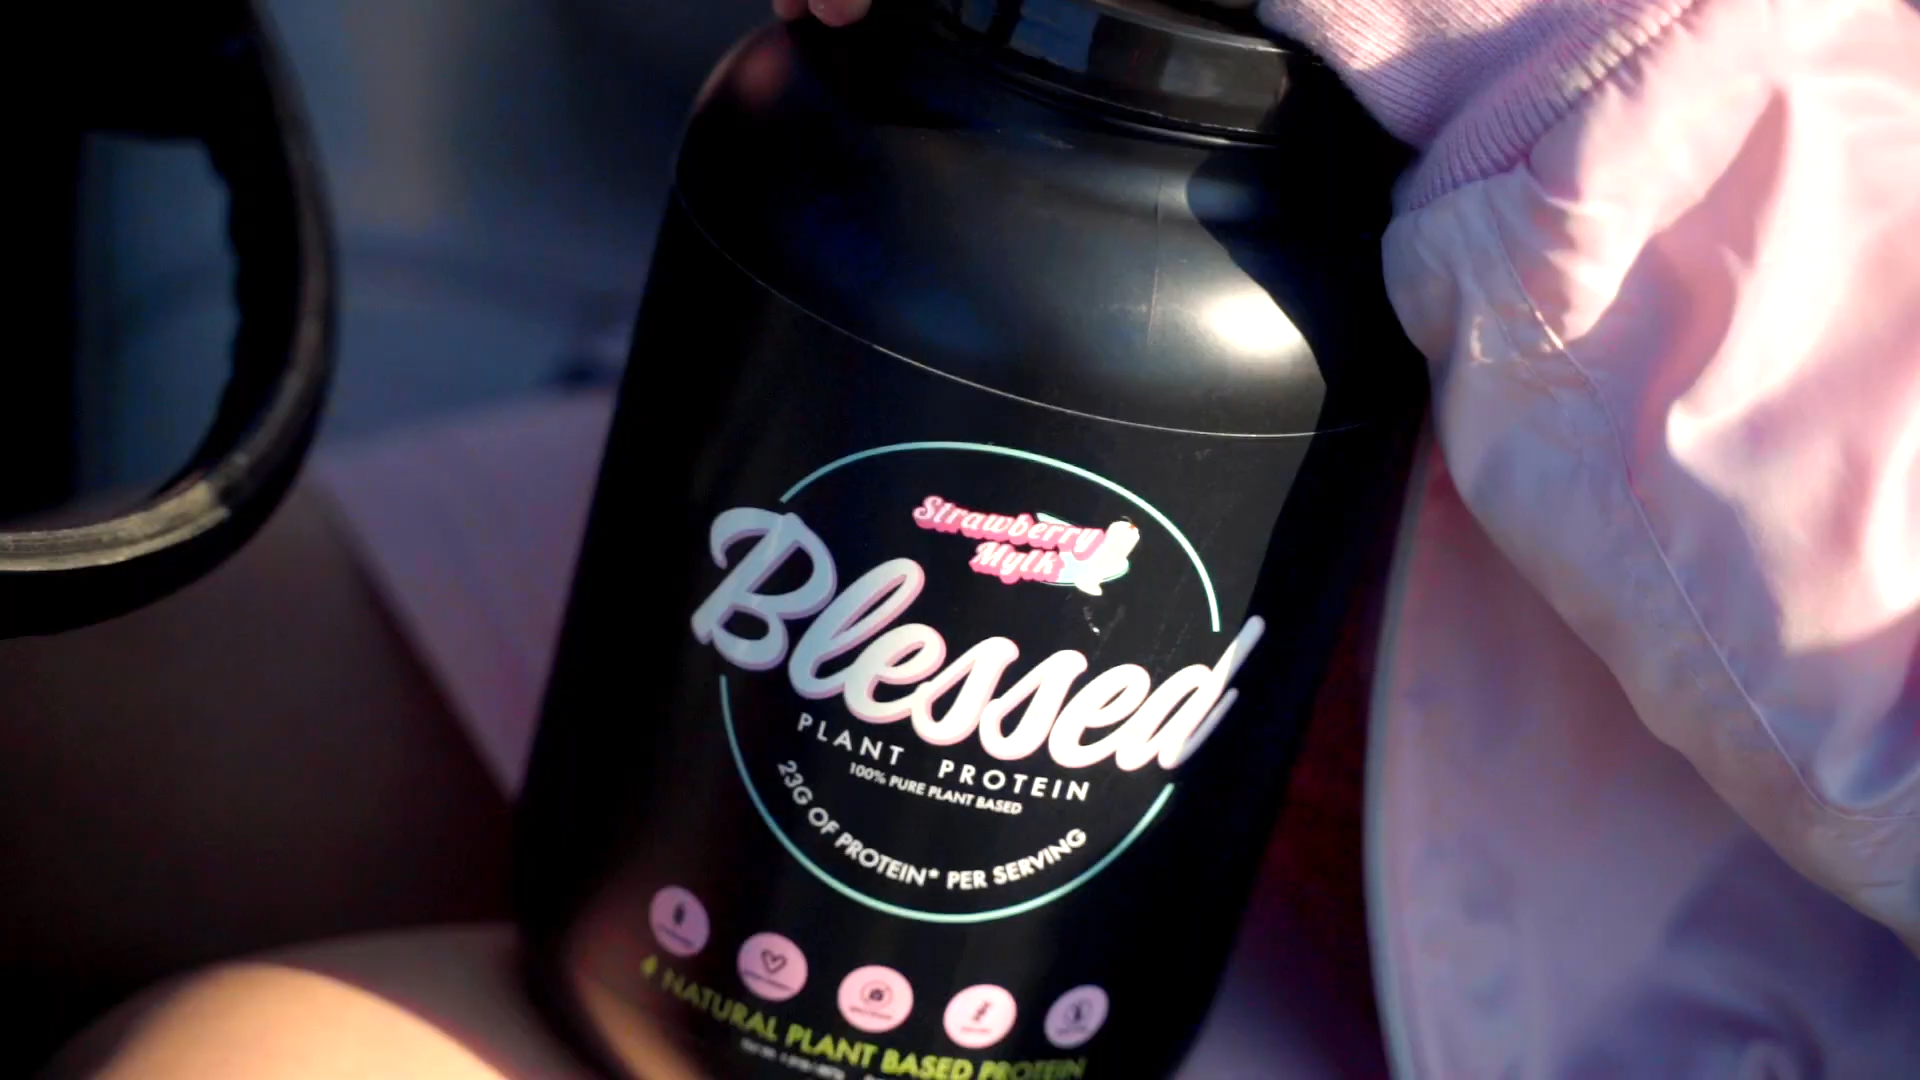 Strawberry
Mylk
Blessed
PLANT PROTEIN
100% PURE PLANT BASED
23G OF PROTEIN* PER SERVING
NATURAL PLANT BASED PROTEIN